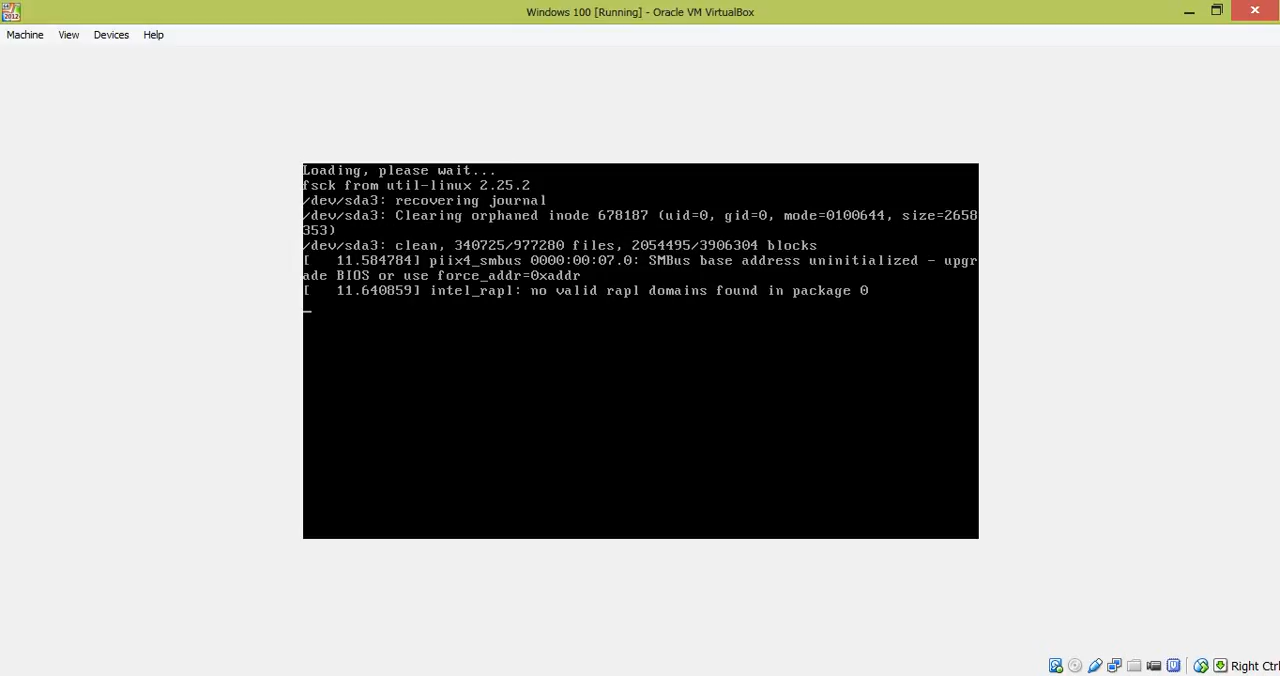 2012
Windows 100 [Running] - Oracle VM VirtualBox
Machine View Devices Help
Loading, please wait...
fsck from util-linux 2.25.2
/dev/sda3: recovering journal
/dev/sda3: Clearing orphaned inode 678187 (uid=0, gid=0, mode=0100644, size=2658
353)
/dev/sda3: clean, 340725/977280 files, 2054495/3906304 blocks
[   11.584784] piix4_smbus 0000:00:07.0: SMBus base address uninitialized - upgr
ade BIOS or use force_addr=0xaddr
[   11.640859] intel_rapl: no valid rapl domains found in package 0
_
Right Ctrl